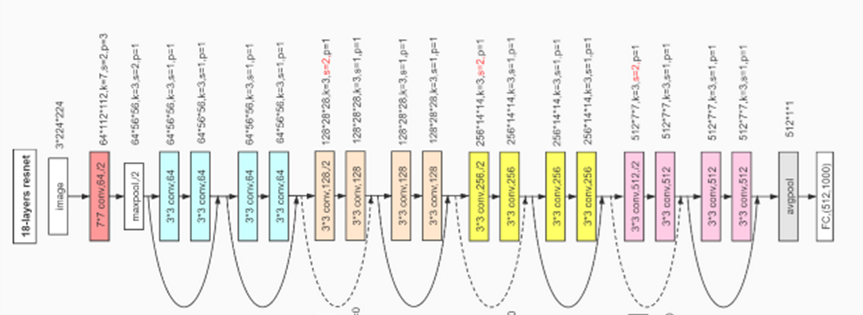 18-layers resnet
image
3*224*224
7*7 conv,64,/2
64*112*112,k=7,s=2,p=3
maxpool,/2
64*56*56,k=3,s=2,p=1
3*3 conv,64
64*56*56,k=3,s=1,p=1
3*3 conv,64
64*56*56,k=3,s=1,p=1
3*3 conv,64
64*56*56,k=3,s=1,p=1
3*3 conv,64
64*56*56,k=3,s=1,p=1
3*3 conv,128,/2
128*28*28,k=3,s=2,p=1
3*3 conv,128
128*28*28,k=3,s=1,p=1
3*3 conv,128
128*28*28,k=3,s=1,p=1
3*3 conv,128
128*28*28,k=3,s=1,p=1
3*3 conv,256,/2
256*14*14,k=3,s=2,p=1
3*3 conv,256
256*14*14,k=3,s=1,p=1
3*3 conv,256
256*14*14,k=3,s=1,p=1
3*3 conv,256
256*14*14,k=3,s=1,p=1
3*3 conv,512,/2
512*7*7,k=3,s=2,p=1
3*3 conv,512
512*7*7,k=3,s=1,p=1
3*3 conv,512
512*7*7,k=3,s=1,p=1
3*3 conv,512
512*7*7,k=3,s=1,p=1
avgpool
512*1*1
FC,(512,1000)